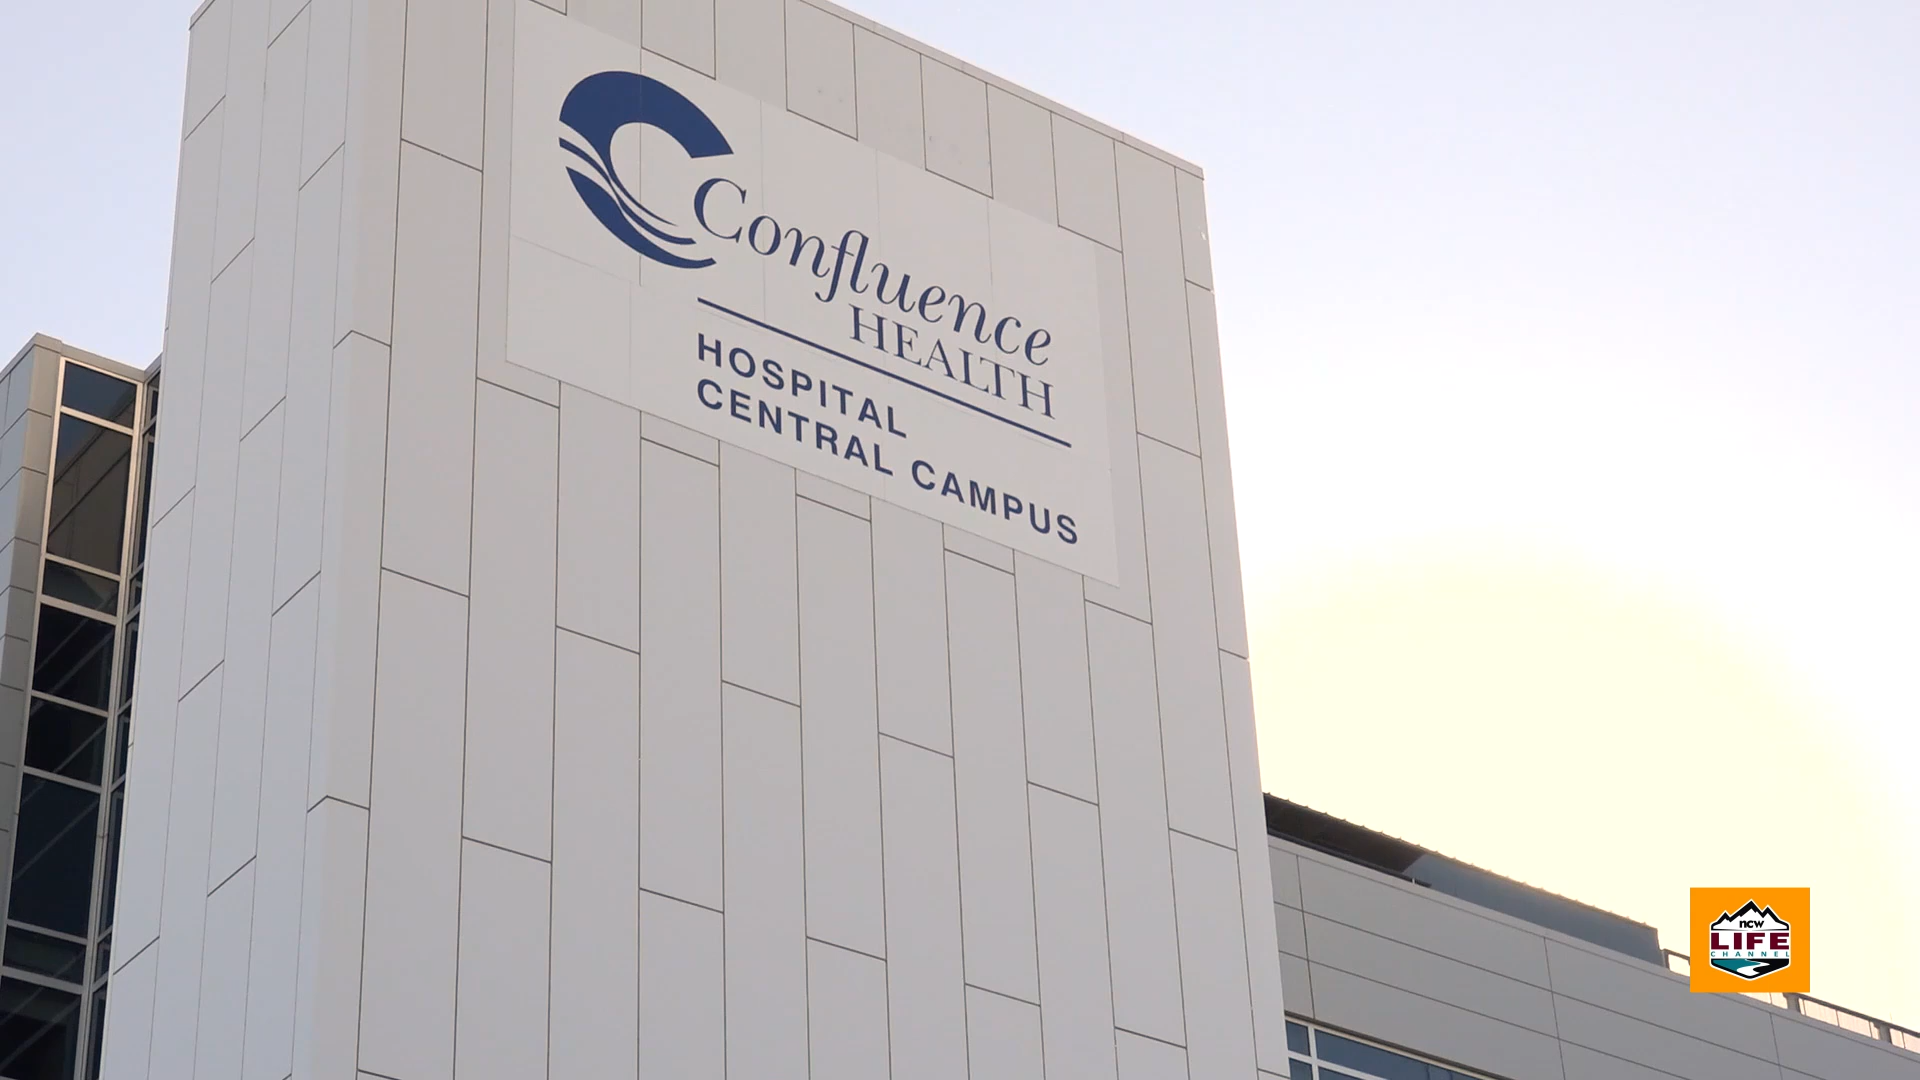 Confluence
HEALTH
HOSPITAL
CENTRAL CAMPUS
ncw
LIFE
CHANNEL